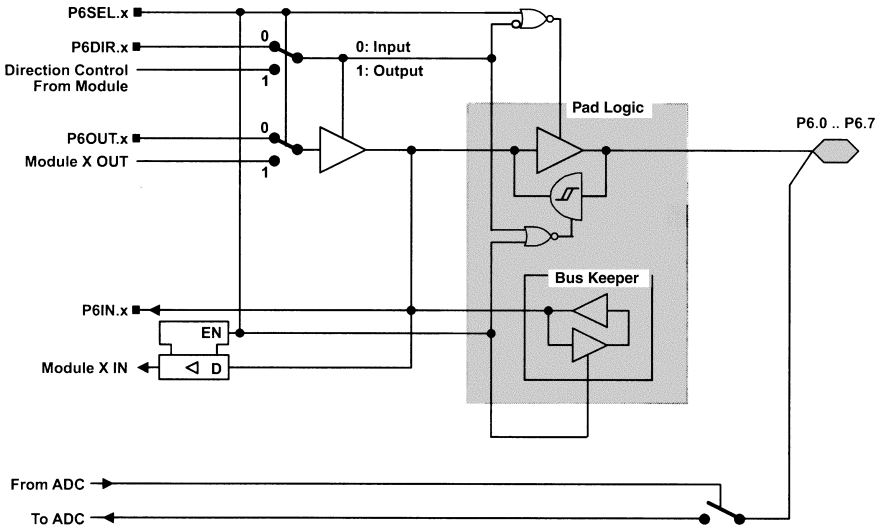 P6SEL.x
P6DIR.x
0
0: Input
Direction Control
From Module
1
1: Output
Pad Logic
P6.0 .. P6.7
P6OUT.x
0
Module X OUT
1
Bus Keeper
P6IN.x
EN
Module X IN
D
From ADC
To ADC